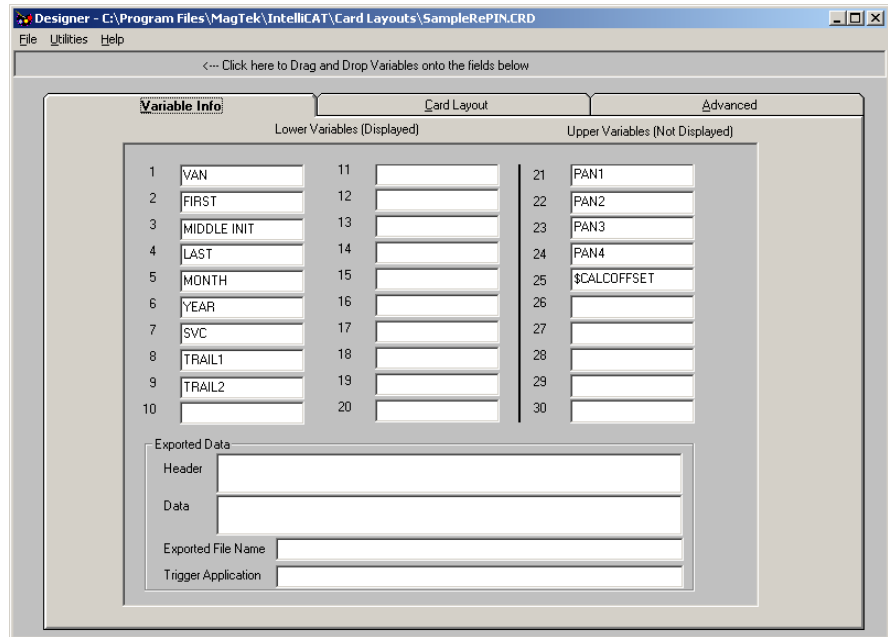 Designer - C:\Program Files\MagTek\IntelliCAT\Card Layouts\SampleRePIN.CRD
File Utilities Help
<--- Click here to Drag and Drop Variables onto the fields below
Variable Info Card Layout Advanced
Lower Variables (Displayed) Upper Variables (Not Displayed)
1 VAN 11 21 PAN1
2 FIRST 12 22 PAN2
3 MIDDLE INIT 13 23 PAN3
4 LAST 14 24 PAN4
5 MONTH 15 25 $CALCOFFSET
6 YEAR 16 26
7 SVC 17 27
8 TRAIL1 18 28
9 TRAIL2 19 29
10 20 30
Exported Data
Header
Data
Exported File Name
Trigger Application